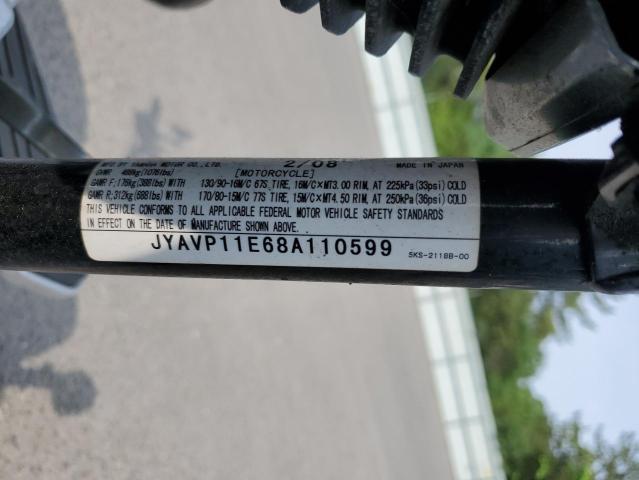 MFD. BY YAMAHA MOTOR CO., LTD. 2/08 MADE IN JAPAN
GVWR 488kg(1076lbs) [MOTORCYCLE]
GAWR F;176kg(388lbs) WITH 130/90-16M/C 67S TIRE, 16M/C×MT3.00 RIM, AT 225kPa(33psi) COLD
GAWR R;312kg(688lbs) WITH 170/80-15M/C 77S TIRE, 15M/C×MT4.50 RIM, AT 250kPa(36psi) COLD
THIS VEHICLE CONFORMS TO ALL APPLICABLE FEDERAL MOTOR VEHICLE SAFETY STANDARDS
IN EFFECT ON THE DATE OF MANUFACTURE SHOWN ABOVE.
JYAVP11E68A110599
5KS-2118B-00